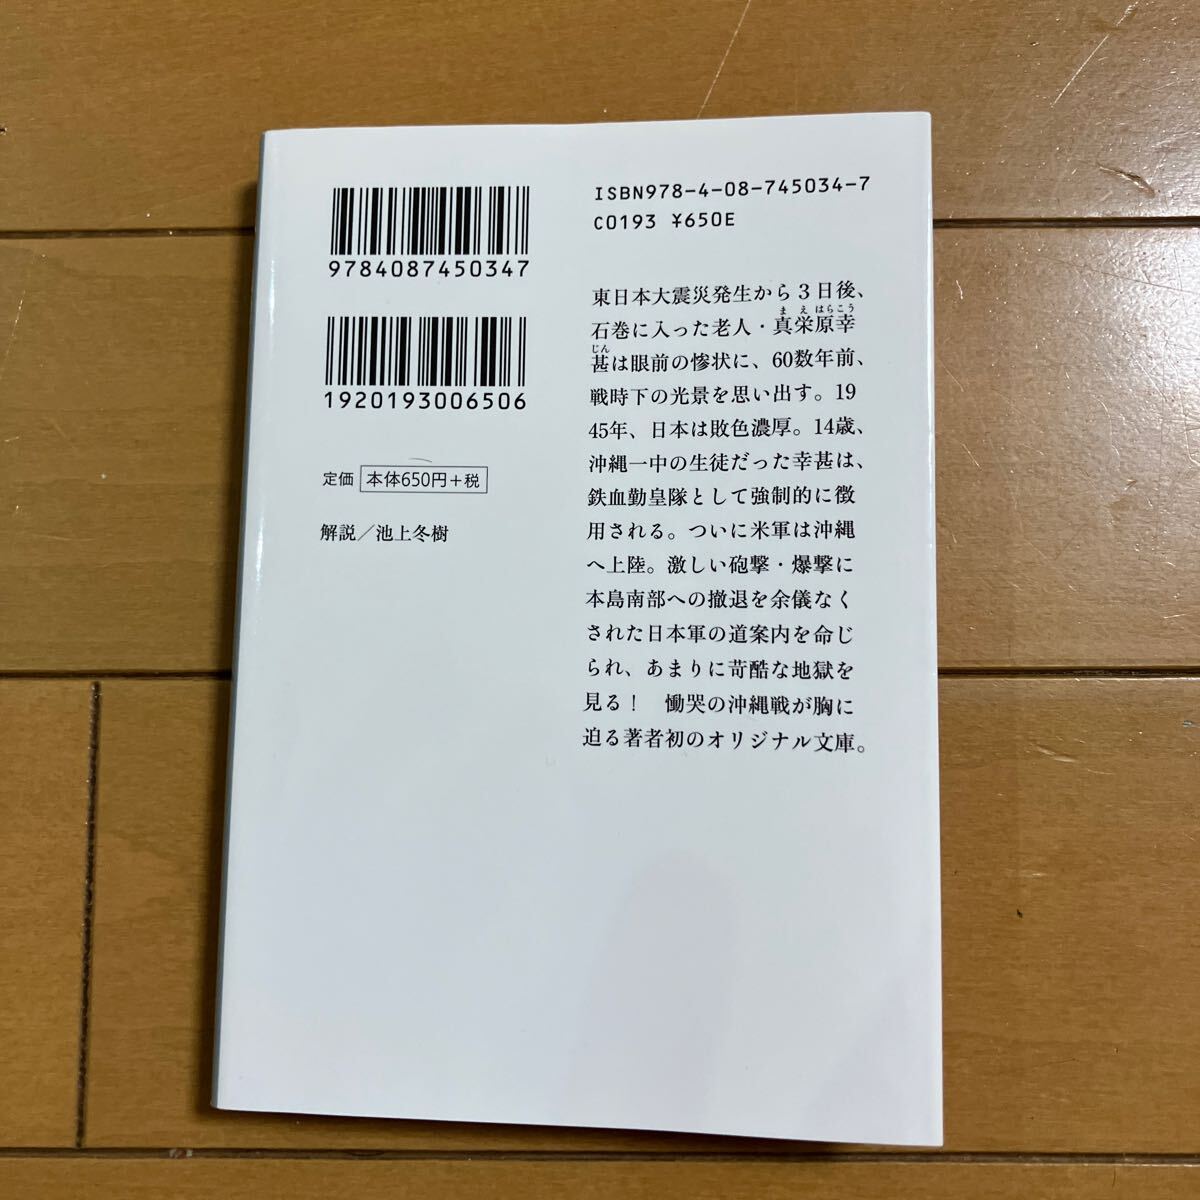 9784087450347
1920193006506
定価 本体650円+税
解説/池上冬樹
ISBN978-4-08-745034-7
C0193 ¥650E
東日本大震災発生から3日後、
石巻に入った老人・真栄原幸
まえはらこう
甚は眼前の惨状に、60数年前、
じん
戦時下の光景を思い出す。19
45年、日本は敗色濃厚。14歳、
沖縄一中の生徒だった幸甚は、
鉄血勤皇隊として強制的に徴
用される。ついに米軍は沖縄
へ上陸。激しい砲撃・爆撃に
本島南部への撤退を余儀なく
された日本軍の道案内を命じ
られ、あまりに苛酷な地獄を
見る! 慟哭の沖縄戦が胸に
迫る著者初のオリジナル文庫。